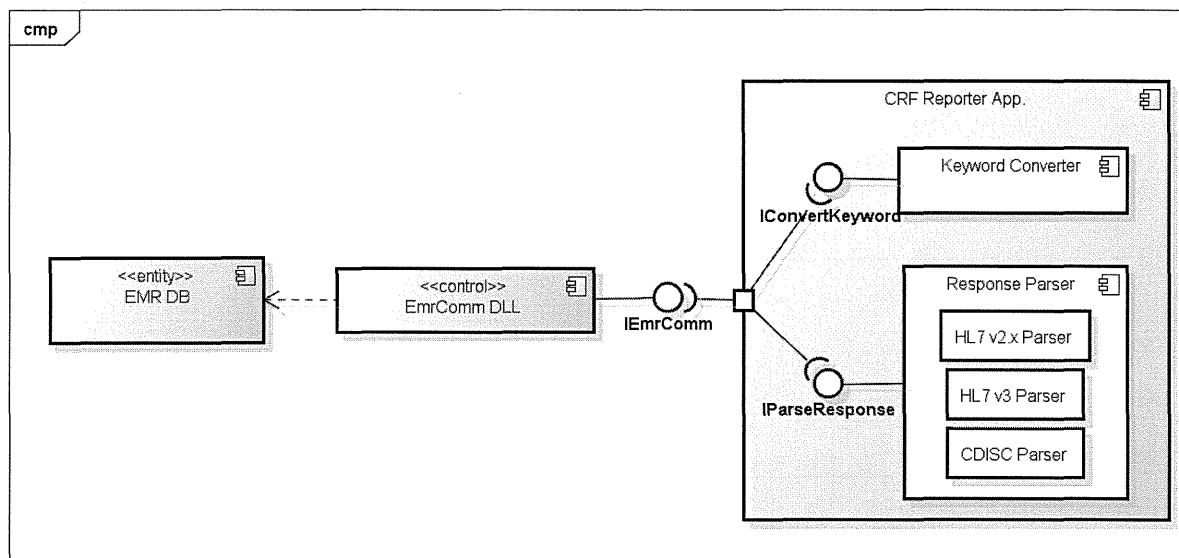 cmp
CRF Reporter App.
Keyword Converter
IConvertKeyword
<<entity>>
EMR DB
<<control>>
EmrComm DLL
IEmrComm
Response Parser
HL7 v2.x Parser
HL7 v3 Parser
CDISC Parser
IParseResponse